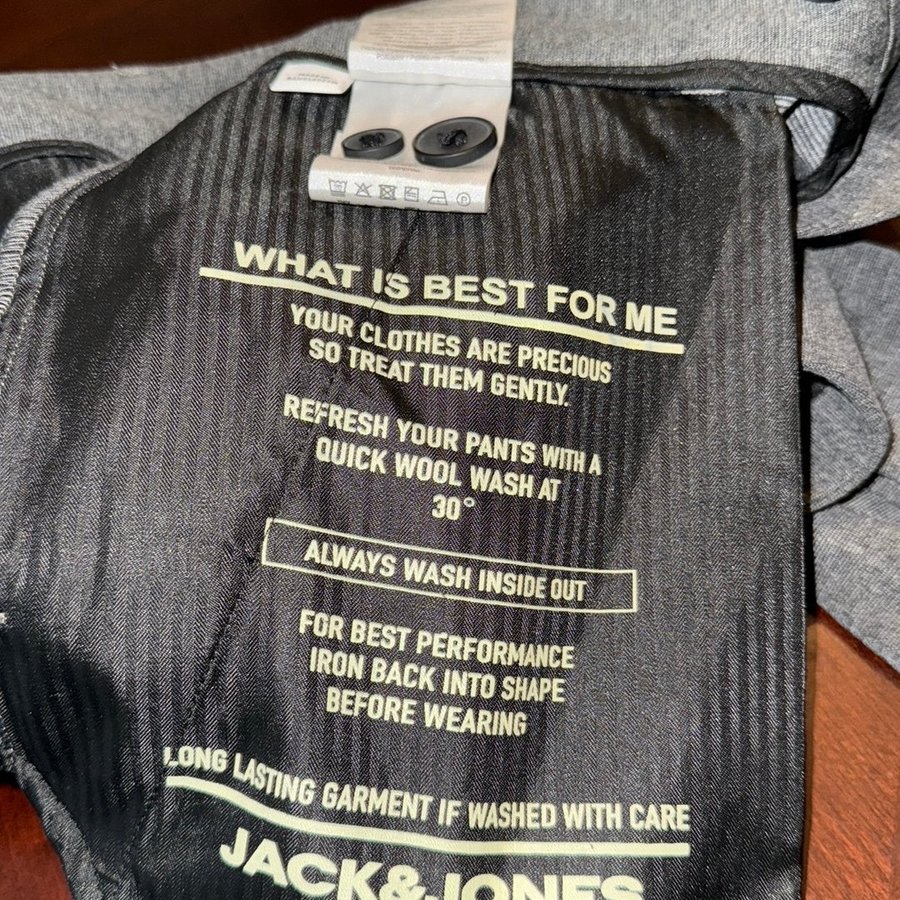 WHAT IS BEST FOR ME
YOUR CLOTHES ARE PRECIOUS
SO TREAT THEM GENTLY.
REFRESH YOUR PANTS WITH A
QUICK WOOL WASH AT
30°
ALWAYS WASH INSIDE OUT
FOR BEST PERFORMANCE
IRON BACK INTO SHAPE
BEFORE WEARING
LONG LASTING GARMENT IF WASHED WITH CARE
JACK&JONES